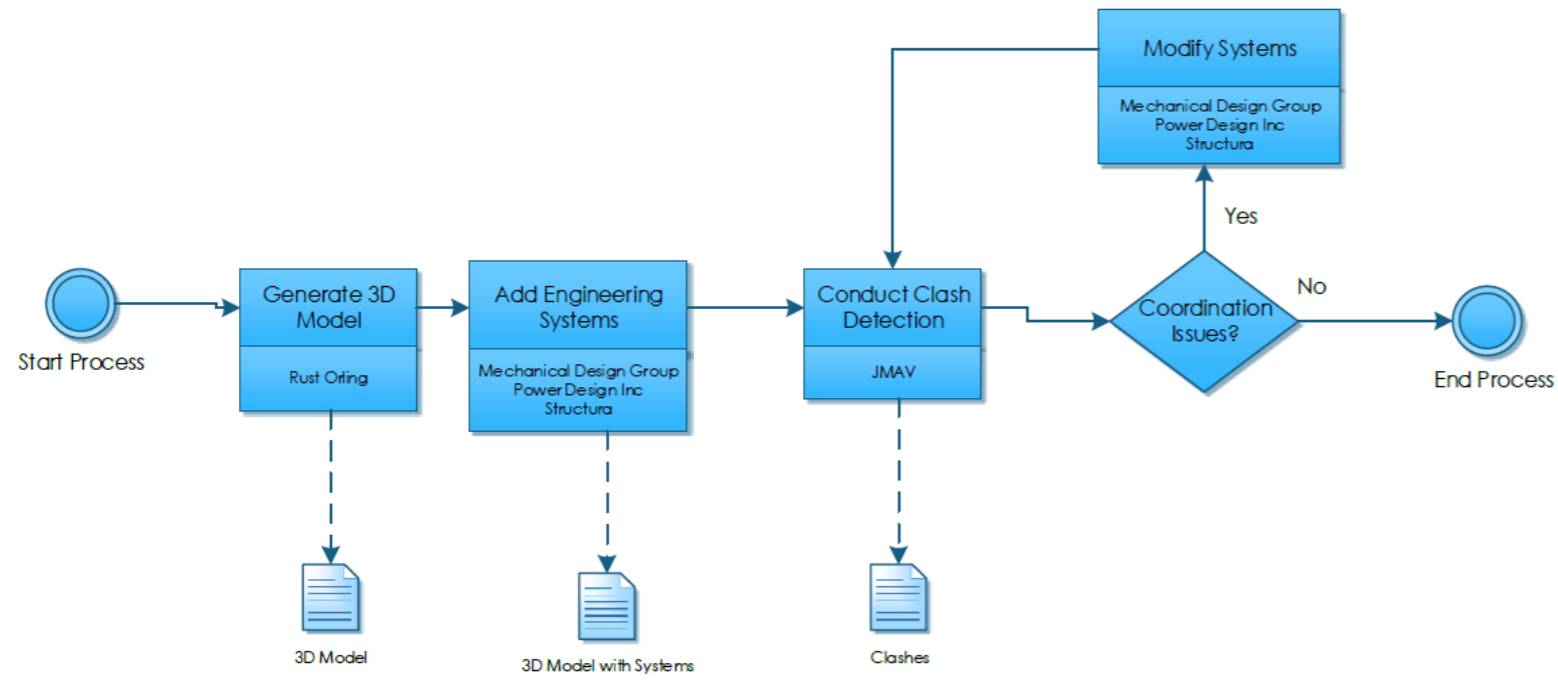 Modify Systems
Mechanical Design Group
Power Design Inc
Structura
Yes
Start Process
Generate 3D
Model
Rust Orling
Add Engineering
Systems
Mechanical Design Group
Power Design Inc
Structura
Conduct Clash
Detection
JMAV
Coordination
Issues?
No
End Process
3D Model
3D Model with Systems
Clashes